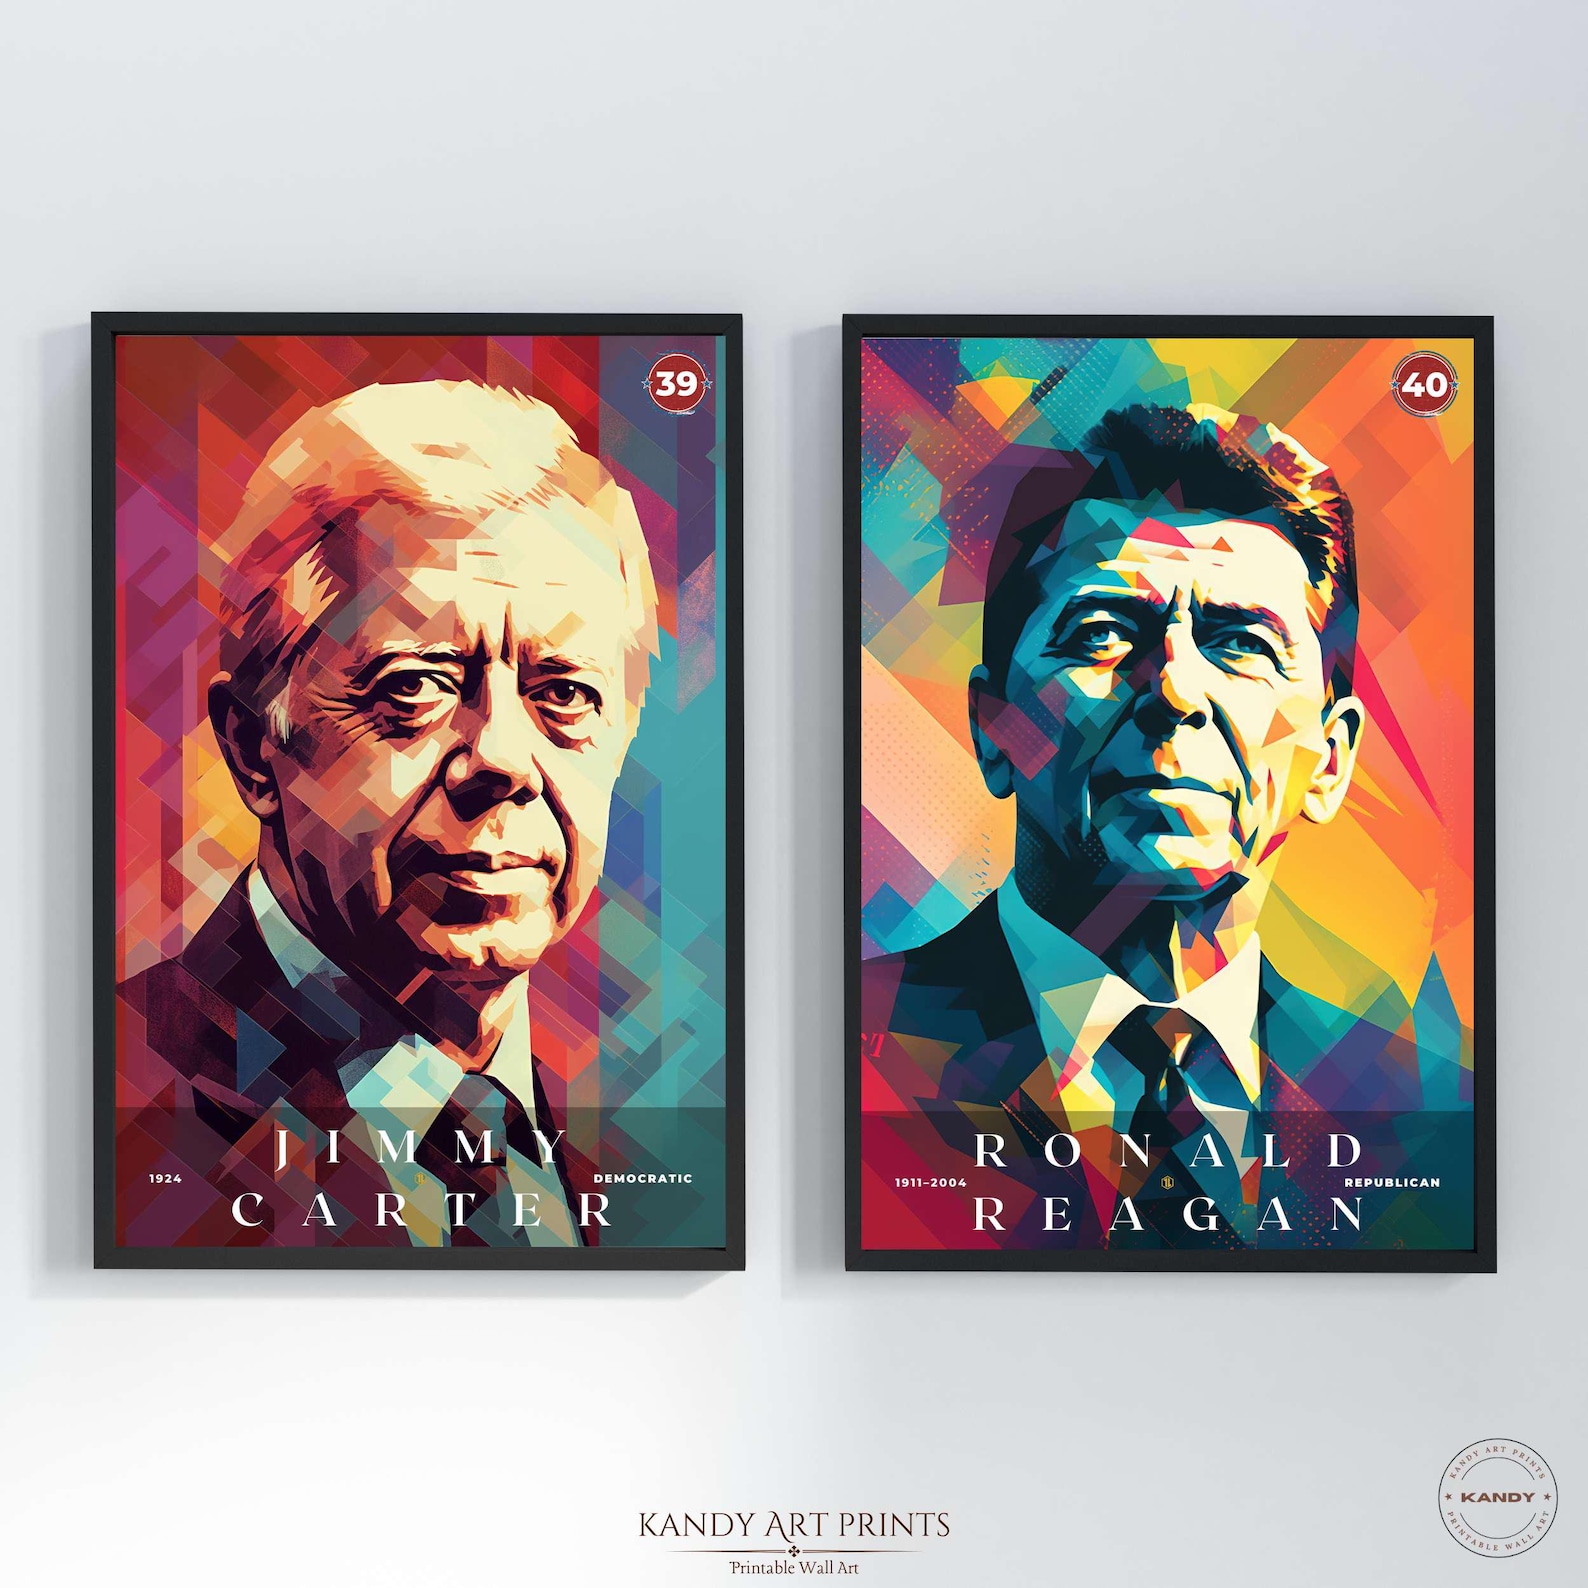 39
JIMMY
1924
DEMOCRATIC
CARTER
40
RONALD
1911-2004
REPUBLICAN
REAGAN
KANDY ART PRINTS
Printable Wall Art
KANDY ART PRINTS
KANDY
PRINTABLE WALL ART